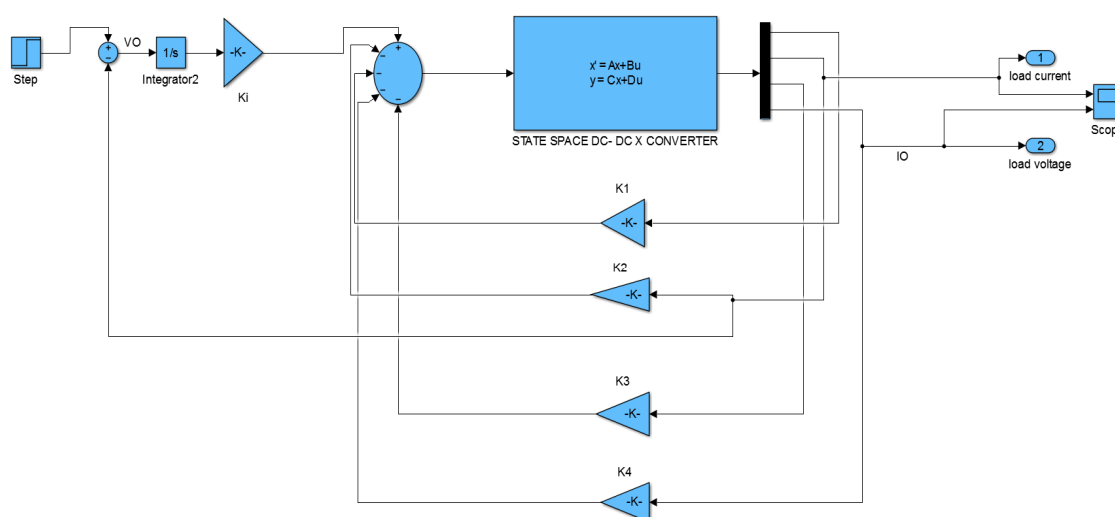 Step
+
−
VO
1/s
Integrator2
-K-
Ki
+
−
−
−
−
x' = Ax+Bu
y = Cx+Du
STATE SPACE DC- DC X CONVERTER
1
load current
Scop
IO
2
load voltage
K1
-K-
K2
-K-
K3
-K-
K4
-K-